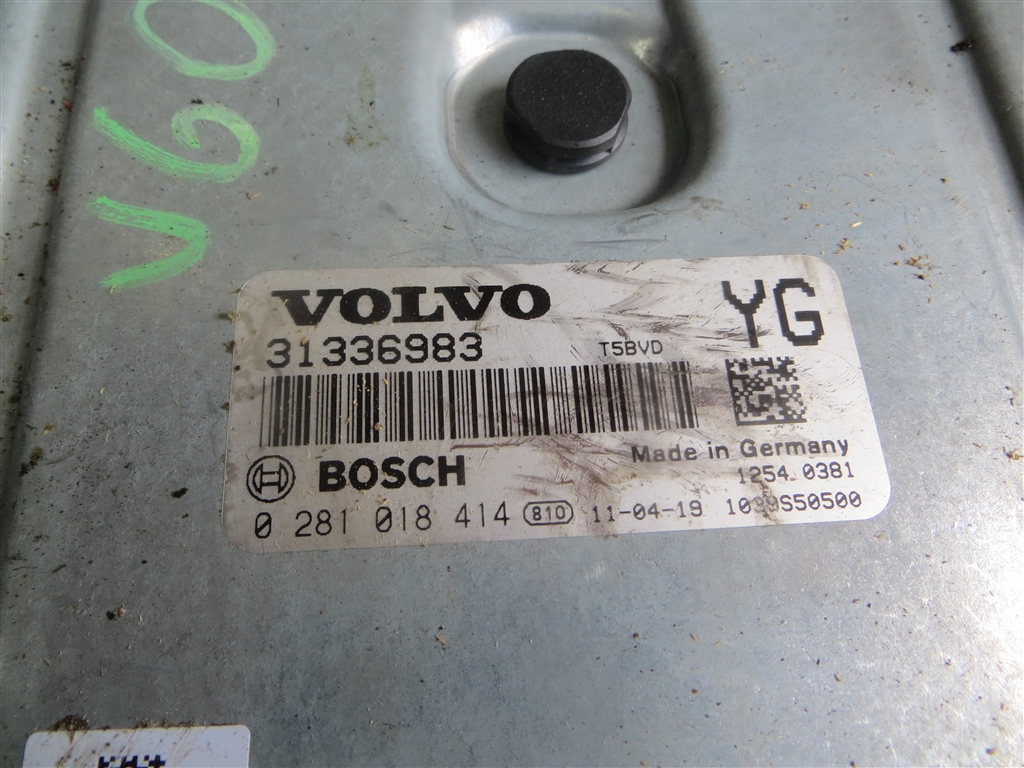 V60
VOLVO
YG
31336983 T5BVD
Made in Germany
BOSCH
1254 0381
0 281 018 414 810 11-04-19